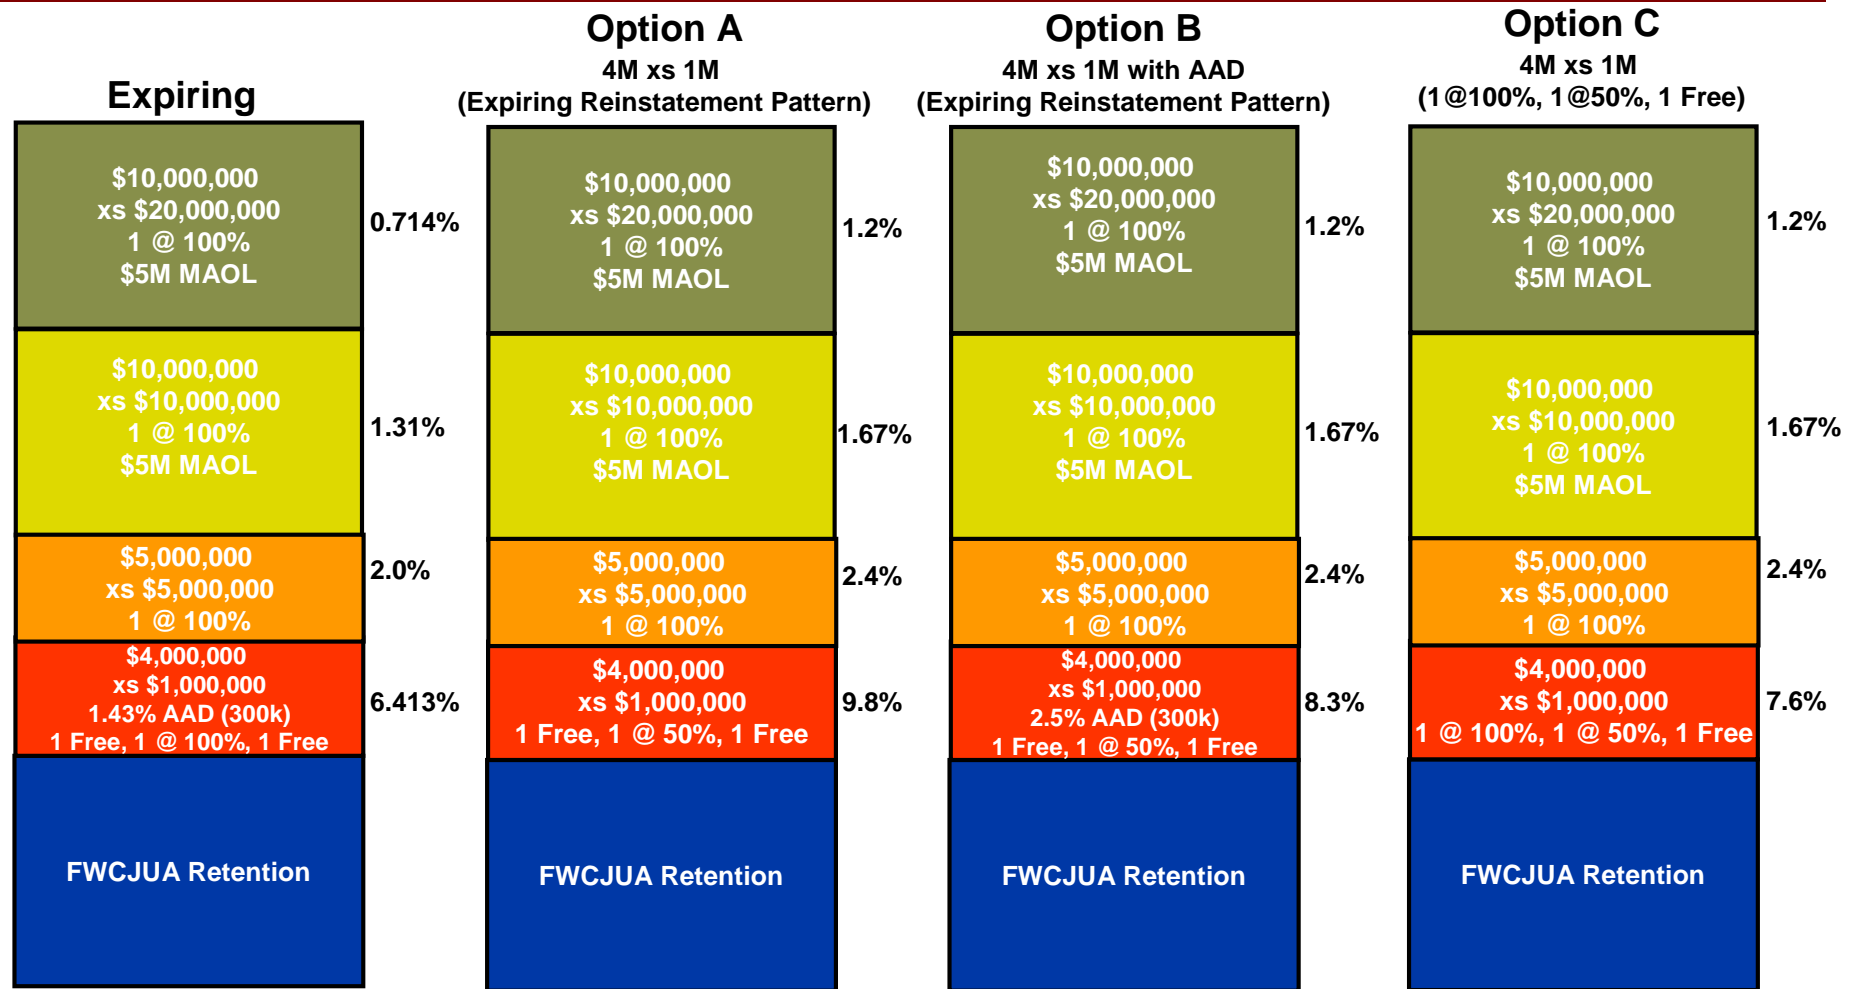 Expiring
$10,000,000
xs $20,000,000
1 @ 100%
$5M MAOL
0.714%
$10,000,000
xs $10,000,000
1 @ 100%
$5M MAOL
1.31%
$5,000,000
xs $5,000,000
1 @ 100%
2.0%
$4,000,000
xs $1,000,000
1.43% AAD (300k)
1 Free, 1 @ 100%, 1 Free
6.413%
FWCJUA Retention
Option A
4M xs 1M
(Expiring Reinstatement Pattern)
$10,000,000
xs $20,000,000
1 @ 100%
$5M MAOL
1.2%
$10,000,000
xs $10,000,000
1 @ 100%
$5M MAOL
1.67%
$5,000,000
xs $5,000,000
1 @ 100%
2.4%
$4,000,000
xs $1,000,000
1 Free, 1 @ 50%, 1 Free
9.8%
FWCJUA Retention
Option B
4M xs 1M with AAD
(Expiring Reinstatement Pattern)
$10,000,000
xs $20,000,000
1 @ 100%
$5M MAOL
1.2%
$10,000,000
xs $10,000,000
1 @ 100%
$5M MAOL
1.67%
$5,000,000
xs $5,000,000
1 @ 100%
2.4%
$4,000,000
xs $1,000,000
2.5% AAD (300k)
1 Free, 1 @ 50%, 1 Free
8.3%
FWCJUA Retention
Option C
4M xs 1M
(1@100%, 1@50%, 1 Free)
$10,000,000
xs $20,000,000
1 @ 100%
$5M MAOL
1.2%
$10,000,000
xs $10,000,000
1 @ 100%
$5M MAOL
1.67%
$5,000,000
xs $5,000,000
1 @ 100%
2.4%
$4,000,000
xs $1,000,000
1 @ 100%, 1 @ 50%, 1 Free
7.6%
FWCJUA Retention